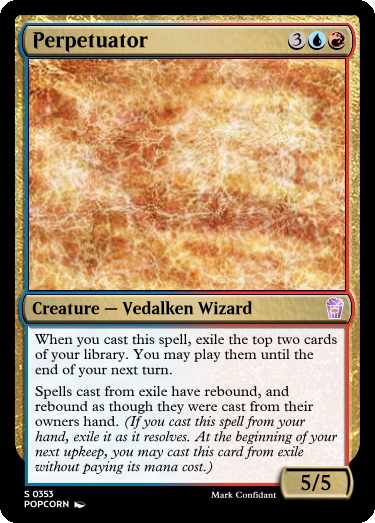 Perpetuator 3
Creature — Vedalken Wizard
When you cast this spell, exile the top two cards
of your library. You may play them until the
end of your next turn.
Spells cast from exile have rebound, and
rebound as though they were cast from their
owners hand. (If you cast this spell from your
hand, exile it as it resolves. At the beginning of your
next upkeep, you may cast this card from exile
without paying its mana cost.)
5/5
S 0353
POPCORN
Mark Confidant